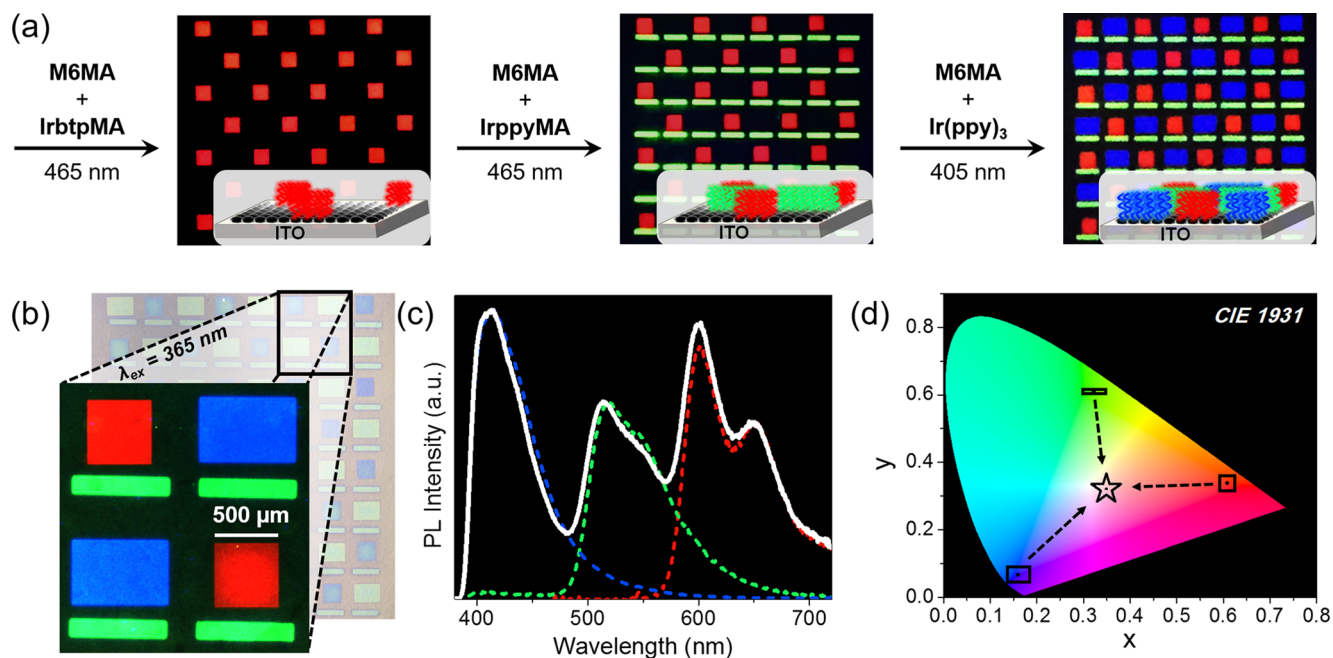 (a)
M6MA
+
IrbtpMA
465 nm
ITO
M6MA
+
IrppyMA
465 nm
ITO
M6MA
+
Ir(ppy)₃
405 nm
ITO
(b)
λex = 365 nm
500 µm
(c)
PL Intensity (a.u.)
400 500 600 700
Wavelength (nm)
(d)
CIE 1931
y
0.8
0.6
0.4
0.2
0.0
0.0 0.1 0.2 0.3 0.4 0.5 0.6 0.7 0.8
x